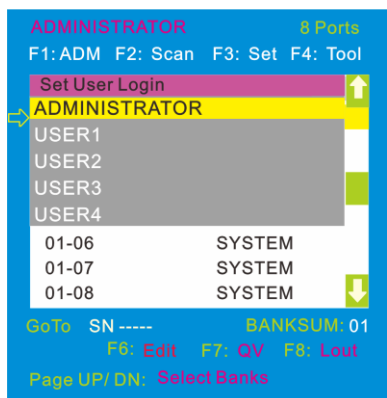 ADMINISTRATOR 8 Ports
F1: ADM F2: Scan F3: Set F4: Tool
Set User Login
ADMINISTRATOR
USER1
USER2
USER3
USER4
01-06 SYSTEM
01-07 SYSTEM
01-08 SYSTEM
GoTo SN ----- BANKSUM: 01
F6: Edit F7: QV F8: Lout
Page UP/ DN: Select Banks